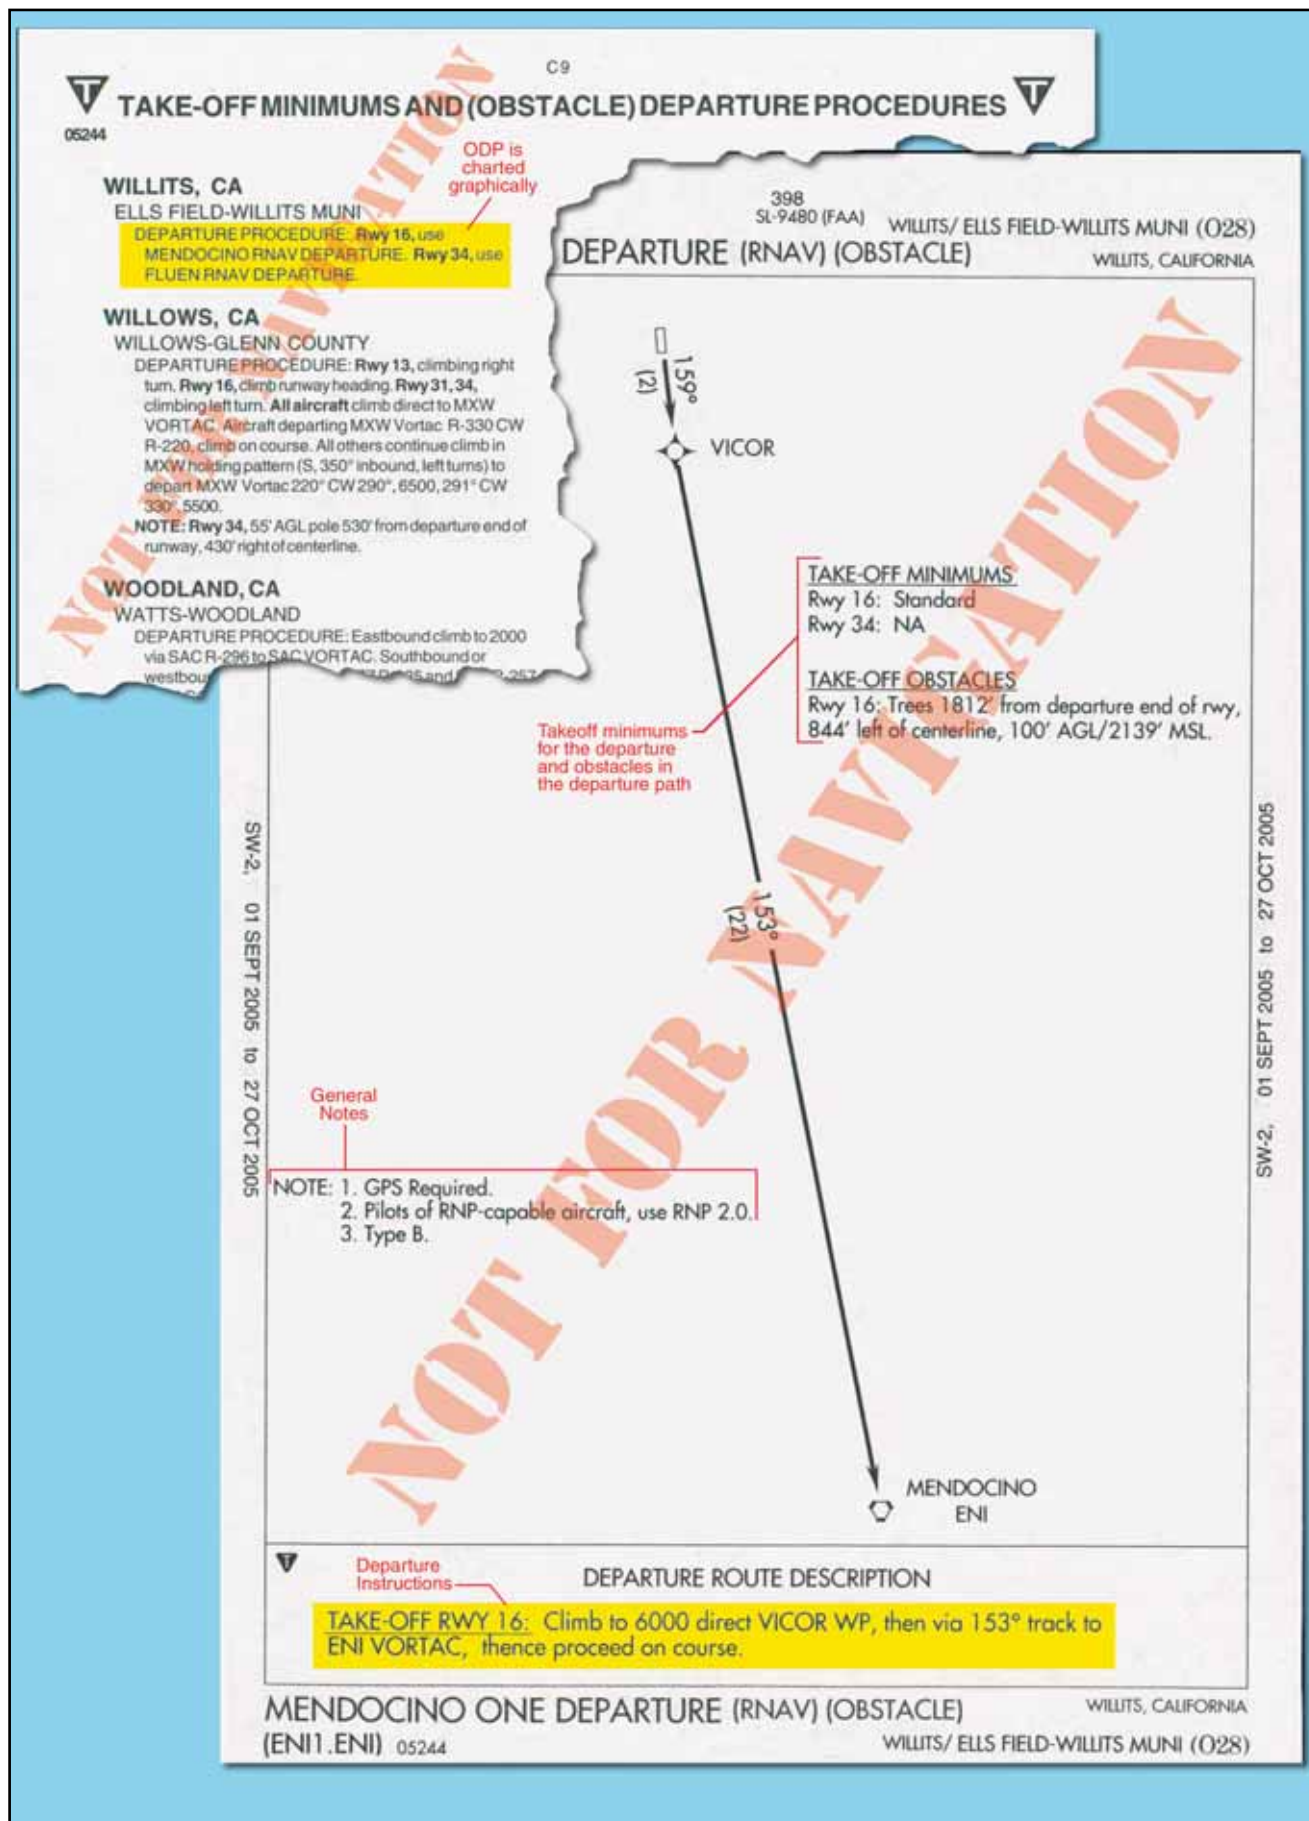 C9
TAKE-OFF MINIMUMS AND (OBSTACLE) DEPARTURE PROCEDURES
05244
ODP is
charted
graphically
WILLITS, CA
ELLS FIELD-WILLITS MUNI
DEPARTURE PROCEDURE: Rwy 16, use
MENDOCINO RNAV DEPARTURE. Rwy 34, use
FLUEN RNAV DEPARTURE.
WILLOWS, CA
WILLOWS-GLENN COUNTY
DEPARTURE PROCEDURE: Rwy 13, climbing right
turn. Rwy 16, climb runway heading. Rwy 31, 34,
climbing left turn. All aircraft climb direct to MXW
VORTAC. Aircraft departing MXW Vortac R-330 CW
R-220, climb on course. All others continue climb in
MXW holding pattern (S, 350° inbound, left turns) to
depart MXW Vortac 220° CW 290°, 6500, 291° CW
330°, 5500.
NOTE: Rwy 34, 55' AGL pole 530' from departure end of
runway, 430' right of centerline.
WOODLAND, CA
WATTS-WOODLAND
DEPARTURE PROCEDURE: Eastbound climb to 2000
via SAC R-296 to SAC VORTAC. Southbound or
NOT FOR NAVIGATION
398
SL-9480 (FAA)
WILLITS/ ELLS FIELD-WILLITS MUNI (O28)
DEPARTURE (RNAV) (OBSTACLE)
WILLITS, CALIFORNIA
159°
(2)
VICOR
TAKE-OFF MINIMUMS
Rwy 16: Standard
Rwy 34: NA
TAKE-OFF OBSTACLES
Rwy 16: Trees 1812' from departure end of rwy,
844' left of centerline, 100' AGL/2139' MSL.
Takeoff minimums
for the departure
and obstacles in
the departure path
153°
(22)
SW-2, 01 SEPT 2005 to 27 OCT 2005
SW-2, 01 SEPT 2005 to 27 OCT 2005
General
Notes
NOTE: 1. GPS Required.
2. Pilots of RNP-capable aircraft, use RNP 2.0.
3. Type B.
NOT FOR NAVIGATION
MENDOCINO
ENI
T
Departure
Instructions
DEPARTURE ROUTE DESCRIPTION
TAKE-OFF RWY 16: Climb to 6000 direct VICOR WP, then via 153° track to
ENI VORTAC, thence proceed on course.
MENDOCINO ONE DEPARTURE (RNAV) (OBSTACLE)
WILLITS, CALIFORNIA
(ENI1.ENI) 05244
WILLITS/ ELLS FIELD-WILLITS MUNI (O28)